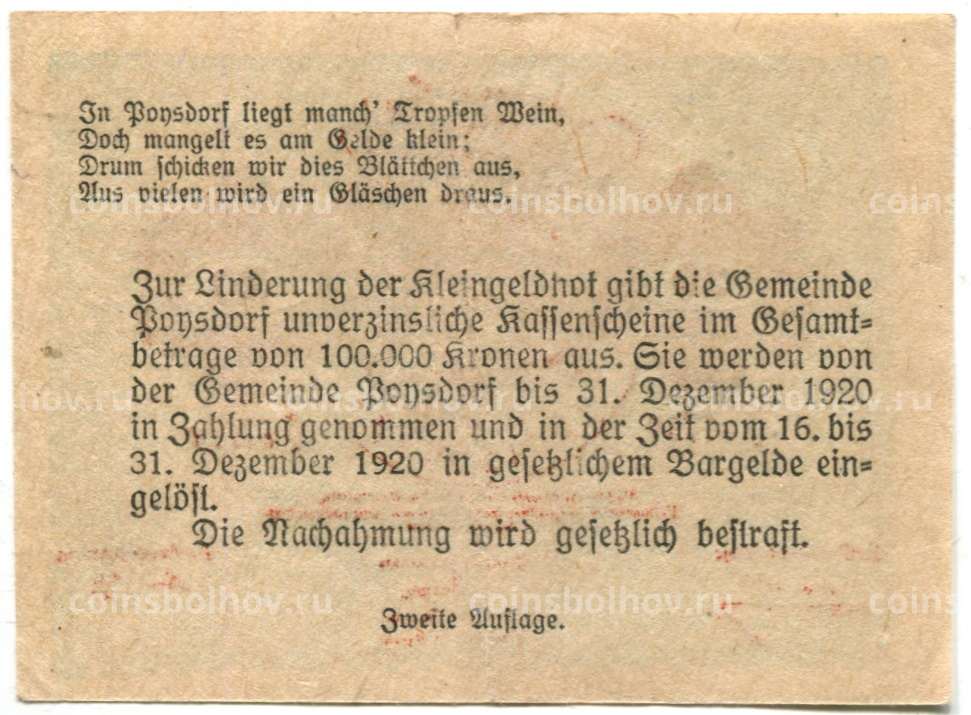 In Poysdorf liegt manch' Tropfen Wein,
Doch mangelt es am Gelde klein;
Drum schicken wir dies Blättchen aus,
Aus vielen wird ein Gläschen draus.
Zur Linderung der Kleingeldnot gibt die Gemeinde
Poysdorf unverzinsliche Kassenscheine im Gesamt=
betrage von 100.000 Kronen aus. Sie werden von
der Gemeinde Poysdorf bis 31. Dezember 1920
in Zahlung genommen und in der Zeit vom 16. bis
31. Dezember 1920 in gesetzlichem Bargelde ein=
gelöst.
Die Nachahmung wird gesetzlich bestraft.
Zweite Auflage.
coinsbolhov.ru